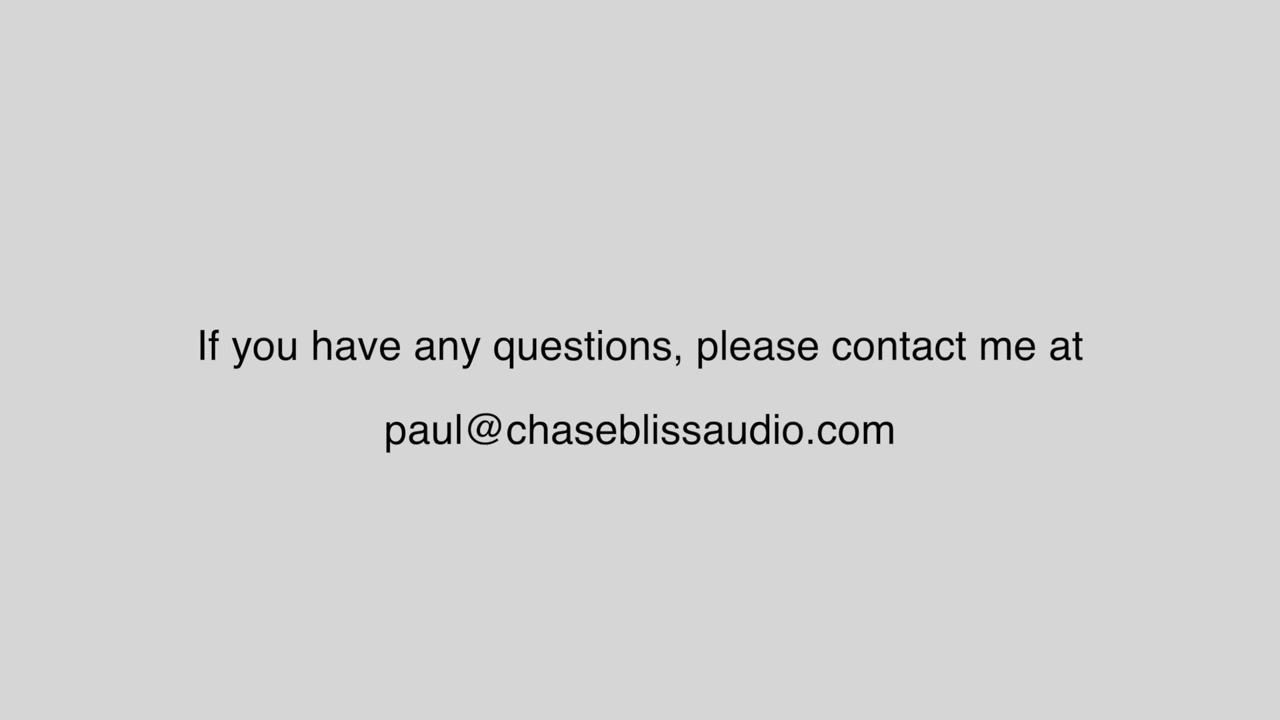 If you have any questions, please contact me at
paul@chaseblissaudio.com